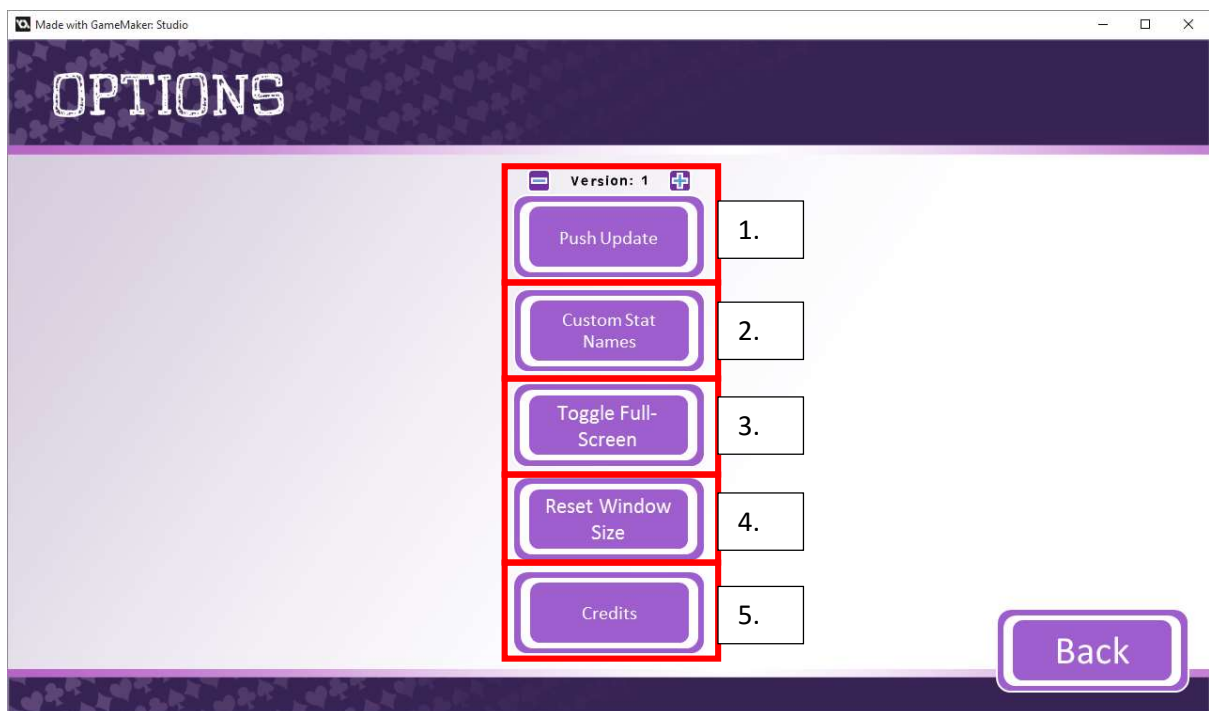 Made with GameMaker: Studio
OPTIONS
Version: 1
Push Update
1.
Custom Stat
Names
2.
Toggle Full-
Screen
3.
Reset Window
Size
4.
Credits
5.
Back